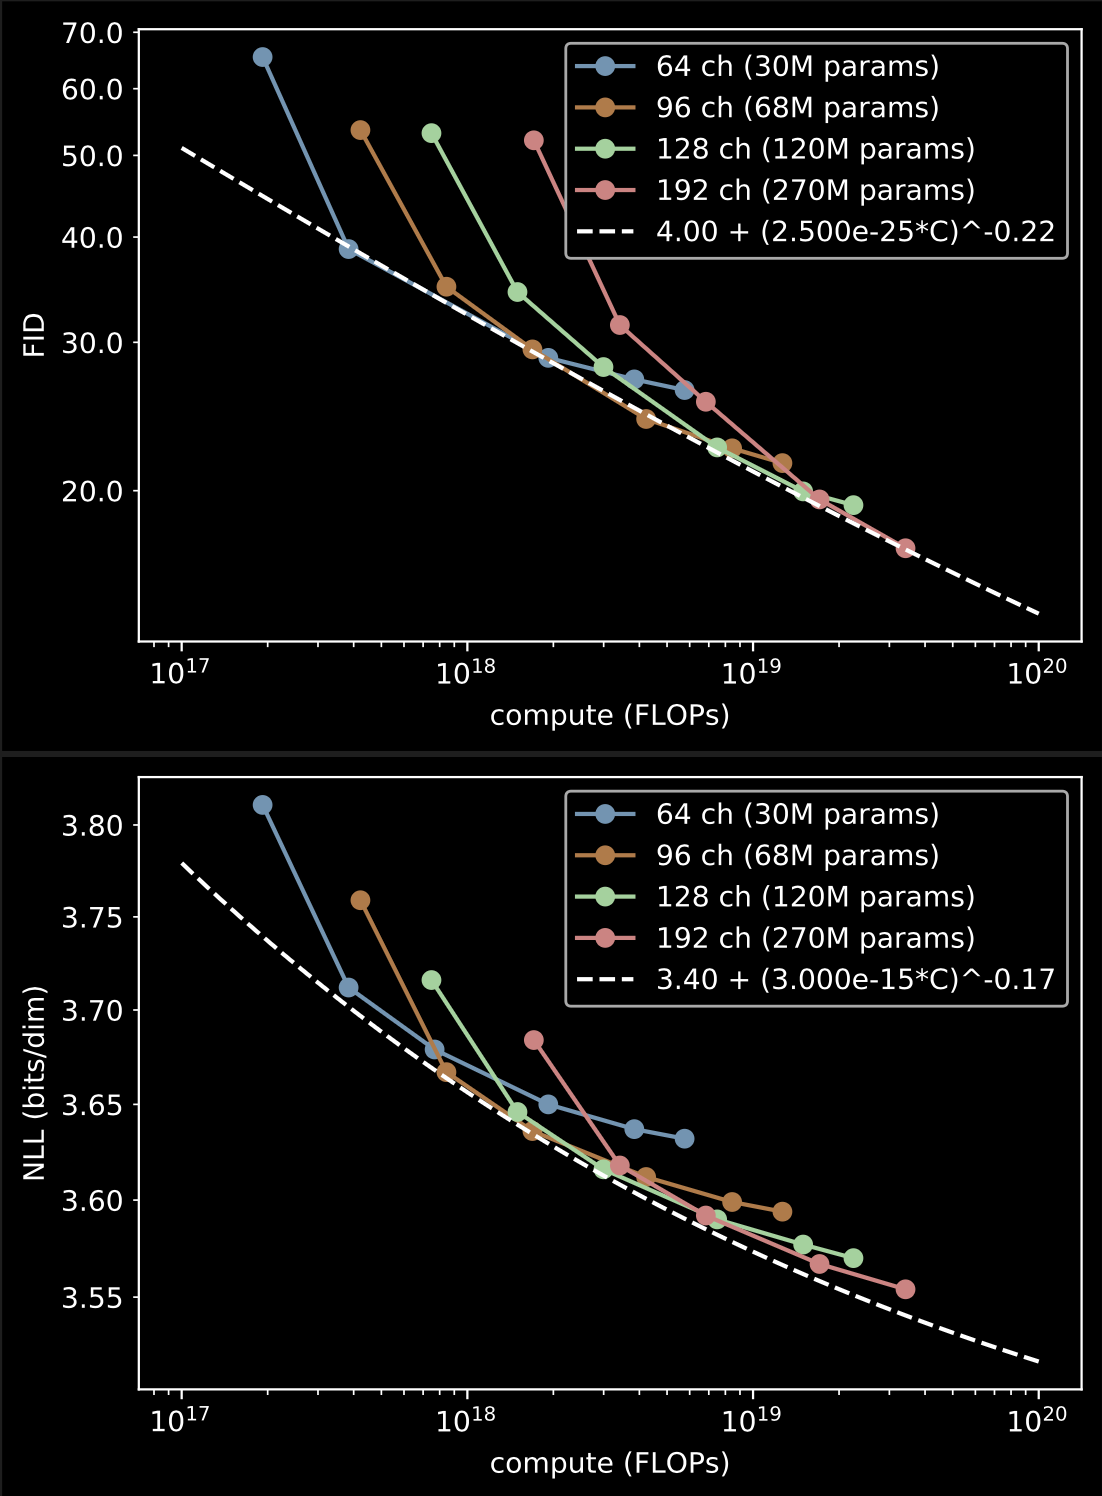 70.0
60.0
50.0
40.0
30.0
20.0
FID
64 ch (30M params)
96 ch (68M params)
128 ch (120M params)
192 ch (270M params)
4.00 + (2.500e-25*C)^-0.22
10^17
10^18
10^19
10^20
compute (FLOPs)
3.80
3.75
3.70
3.65
3.60
3.55
NLL (bits/dim)
64 ch (30M params)
96 ch (68M params)
128 ch (120M params)
192 ch (270M params)
3.40 + (3.000e-15*C)^-0.17
10^17
10^18
10^19
10^20
compute (FLOPs)